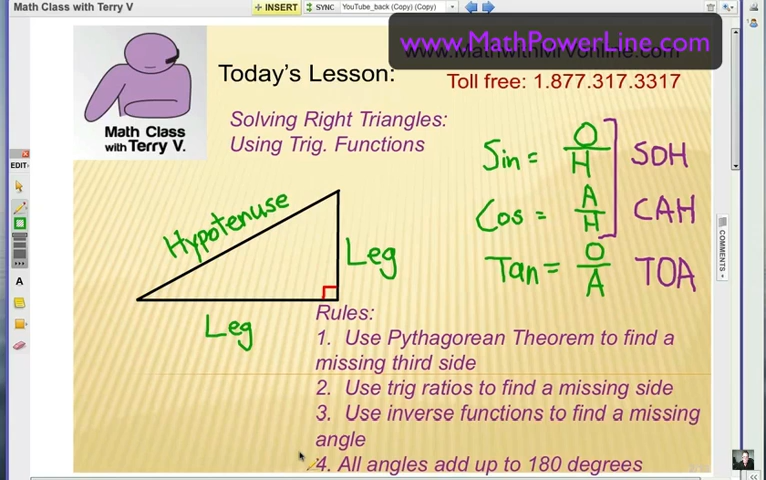 Math Class with Terry V
INSERT
SYNC
YouTube_back (Copy) (Copy)
www.MathPowerLine.com
Today's Lesson:
Toll free: 1.877.317.3317
Math Class
with Terry V.
Solving Right Triangles:
Using Trig. Functions
Sin = O/H SOH
Cos = A/H CAH
Tan = O/A TOA
Hypotenuse
Leg
Leg
EDIT
A
COMMENTS
Rules:
1. Use Pythagorean Theorem to find a
missing third side
2. Use trig ratios to find a missing side
3. Use inverse functions to find a missing
angle
4. All angles add up to 180 degrees